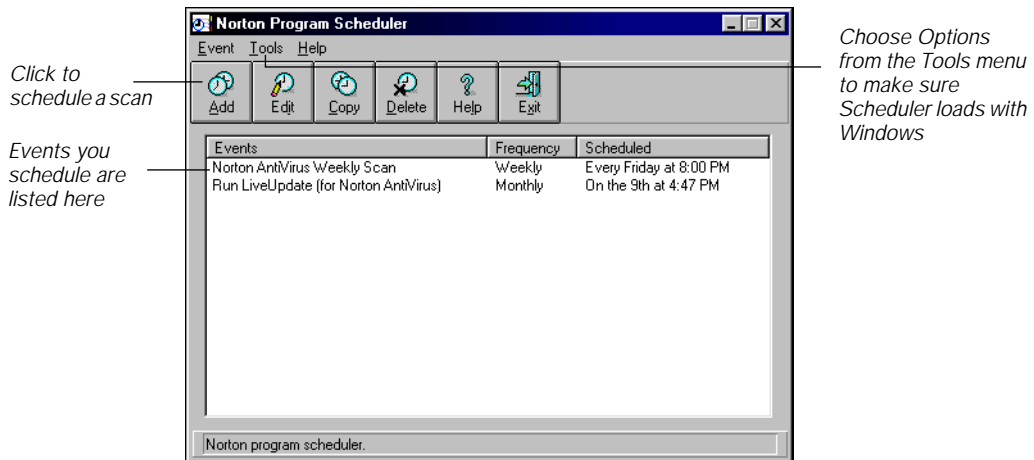 Norton Program Scheduler
Event Tools Help
Add Edit Copy Delete Help Exit
Click to
schedule a scan
Events you
schedule are
listed here
Choose Options
from the Tools menu
to make sure
Scheduler loads with
Windows
Events Frequency Scheduled
Norton AntiVirus Weekly Scan Weekly Every Friday at 8:00 PM
Run LiveUpdate (for Norton AntiVirus) Monthly On the 9th at 4:47 PM
Norton program scheduler.